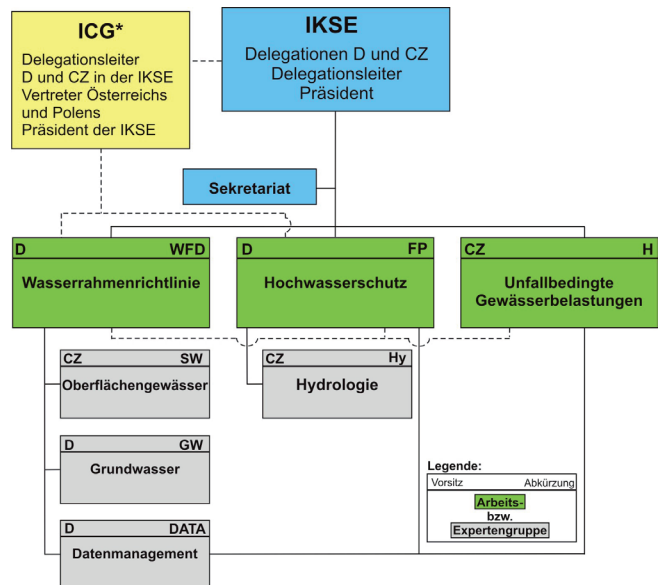 ICG*
Delegationsleiter
D und CZ in der IKSE
Vertreter Österreichs
und Polens
Präsident der IKSE
IKSE
Delegationen D und CZ
Delegationsleiter
Präsident
Sekretariat
D WFD
Wasserrahmenrichtlinie
D FP
Hochwasserschutz
CZ H
Unfallbedingte
Gewässerbelastungen
CZ SW
Oberflächengewässer
CZ Hy
Hydrologie
D GW
Grundwasser
D DATA
Datenmanagement
Legende:
Vorsitz Abkürzung
Arbeits-
bzw.
Expertengruppe